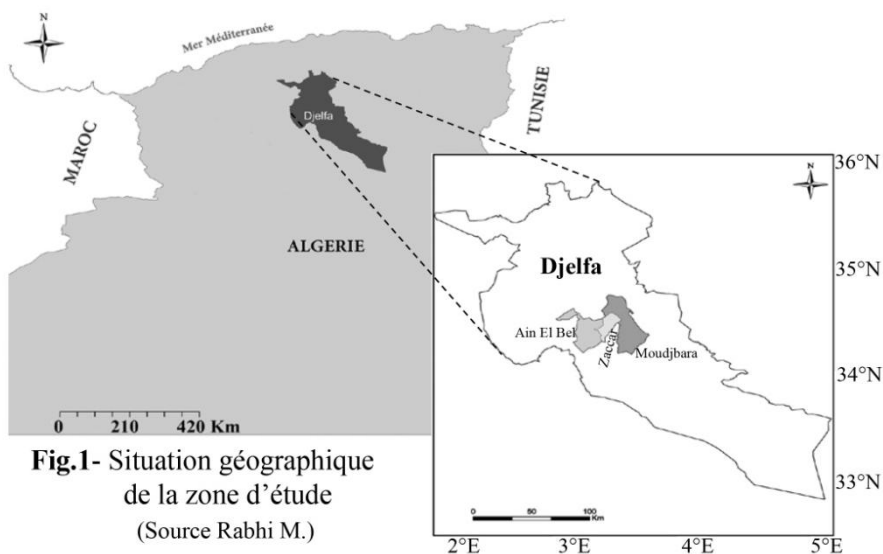 N
Mer Méditerranée
MAROC
TUNISIE
Djelfa
ALGERIE
0 210 420 Km
N
36°N
35°N
34°N
33°N
Djelfa
Ain El Bel
Zaccar
Moudjbara
0 50 100
Km
2°E 3°E 4°E 5°E
Fig.1- Situation géographique
de la zone d'étude
(Source Rabhi M.)